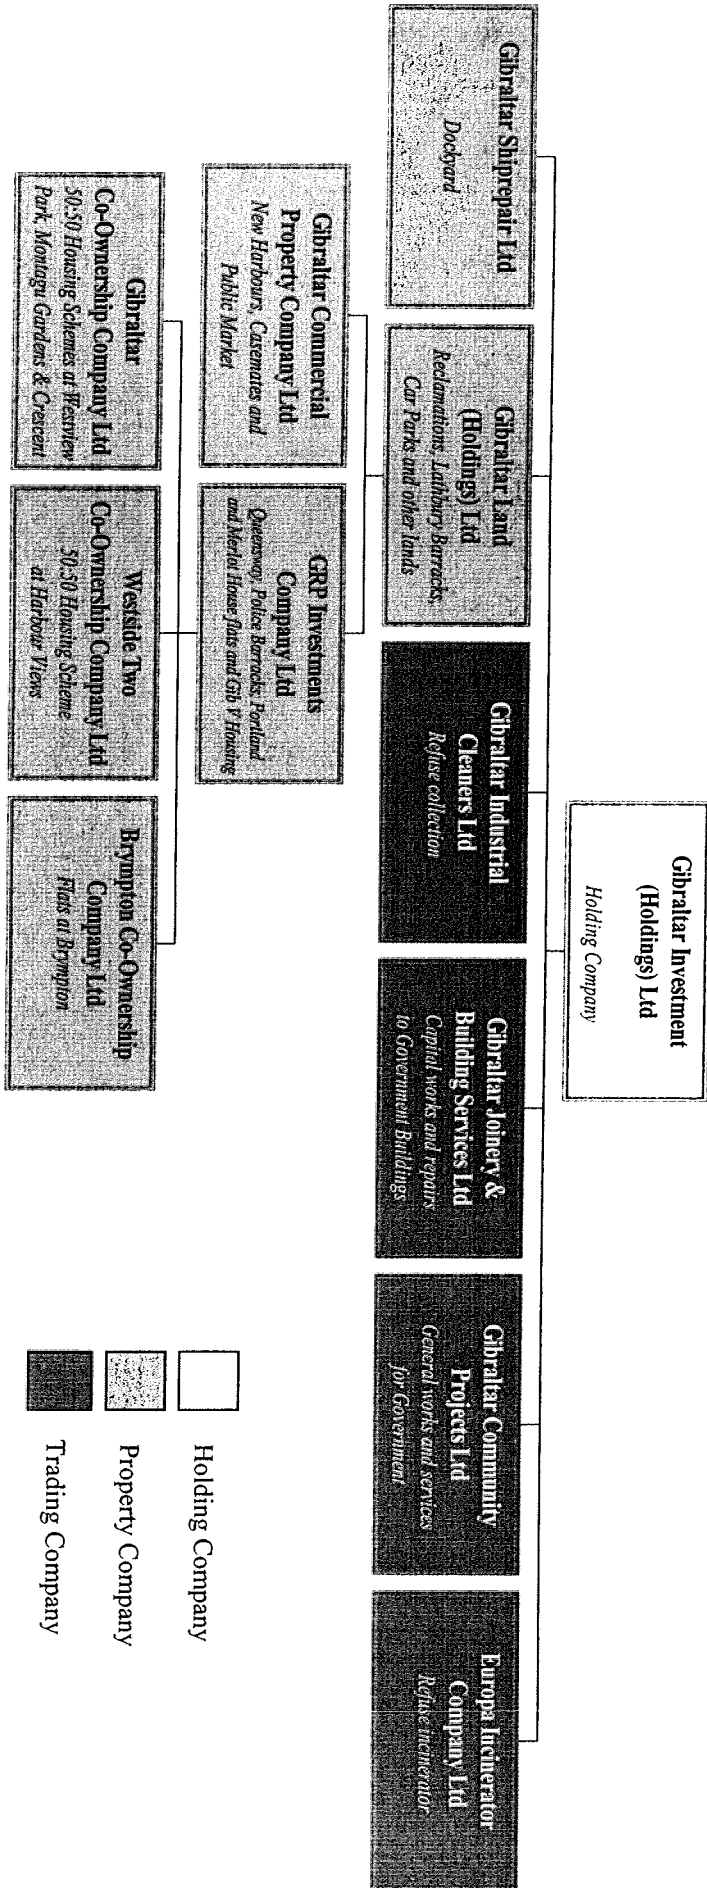 Gibraltar Investment
(Holdings) Ltd
Holding Company
Gibraltar Shiprepair Ltd
Dockyard
Gibraltar Land
(Holdings) Ltd
Reclamations, Lathbury Barracks,
Car Parks and other lands
Gibraltar Industrial
Cleaners Ltd
Refuse collection
Gibraltar Joinery &
Building Services Ltd
Capital works and repairs
to Government Buildings
Gibraltar Community
Projects Ltd
General works and services
for Government
Europa Incinerator
Company Ltd
Refuse incinerator
Gibraltar Commercial
Property Company Ltd
New Harbours, Casemates and
Public Market
GRP Investments
Company Ltd
Queensway, Police Barracks, Portland
and Merlot House flats and Gib V Housing
Gibraltar
Co-Ownership Company Ltd
50:50 Housing Schemes at Westview
Park, Montagu Gardens & Crescent
Westside Two
Co-Ownership Company Ltd
50:50 Housing Scheme
at Harbour Views
Brympton Co-Ownership
Company Ltd
Flats at Brympton
Holding Company
Property Company
Trading Company